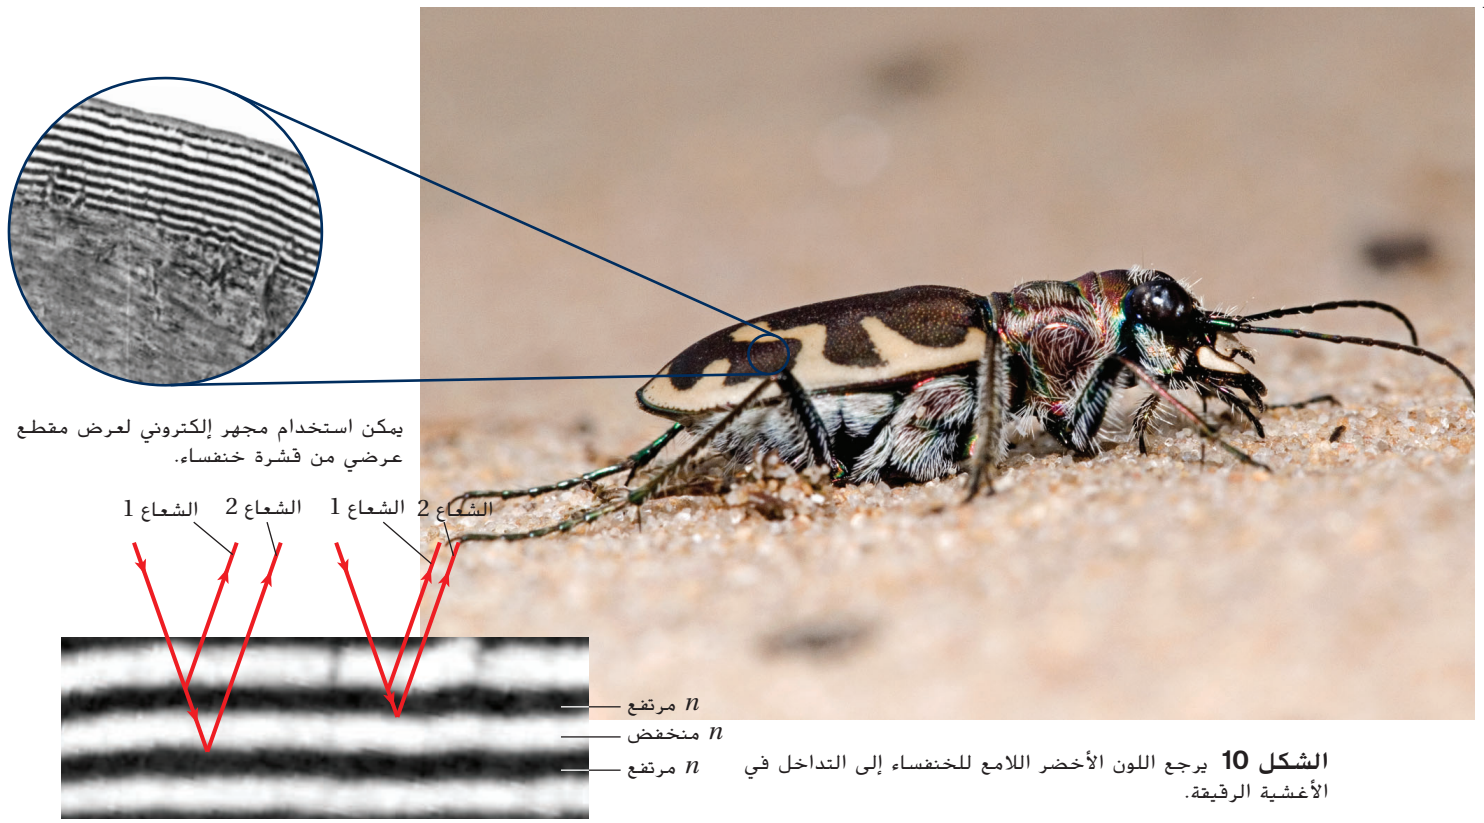 يمكن استخدام مجهر إلكتروني لعرض مقطع
عرضي من قشرة خنفساء.
الشعاع 2 الشعاع 1 الشعاع 2 الشعاع 1
n مرتفع
n منخفض
n مرتفع
الشكل 10 يرجع اللون الأخضر اللامع للخنفساء إلى التداخل في
الأغشية الرقيقة.